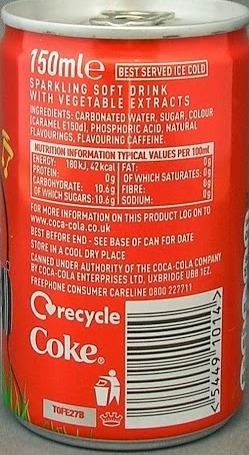 150ml e BEST SERVED ICE COLD
SPARKLING SOFT DRINK
WITH VEGETABLE EXTRACTS
INGREDIENTS: CARBONATED WATER, SUGAR, COLOUR
(CARAMEL E150d), PHOSPHORIC ACID, NATURAL
FLAVOURINGS, FLAVOURING CAFFEINE.
NUTRITION INFORMATION TYPICAL VALUES PER 100ml
ENERGY: 180kJ, 42kcal FAT: 0g
PROTEIN: 0g OF WHICH SATURATES: 0g
CARBOHYDRATE: 10.6g FIBRE: 0g
OF WHICH SUGARS: 10.6g SODIUM: 0g
FOR MORE INFORMATION ON THIS PRODUCT LOG ON TO
www.coca-cola.co.uk
BEST BEFORE END - SEE BASE OF CAN FOR DATE
STORE IN A COOL DRY PLACE
CANNED UNDER AUTHORITY OF THE COCA-COLA COMPANY
BY COCA-COLA ENTERPRISES LTD, UXBRIDGE UB8 1EZ.
FREEPHONE CONSUMER CARELINE 0800 227711
recycle
Coke®
TOFE27B
<54491014>